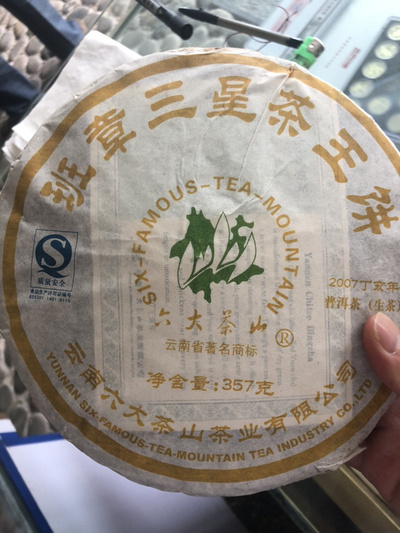 班章三星茶王饼
SIX-FAMOUS-TEA-MOUNTAIN
六大茶山®
云南省著名商标
2007丁亥年
普洱茶(生茶)
QS
质量安全
净含量:357克
云南六大茶山茶业有限公司
YUNNAN SIX-FAMOUS-TEA-MOUNTAIN TEA INDUSTRY CO.,LTD